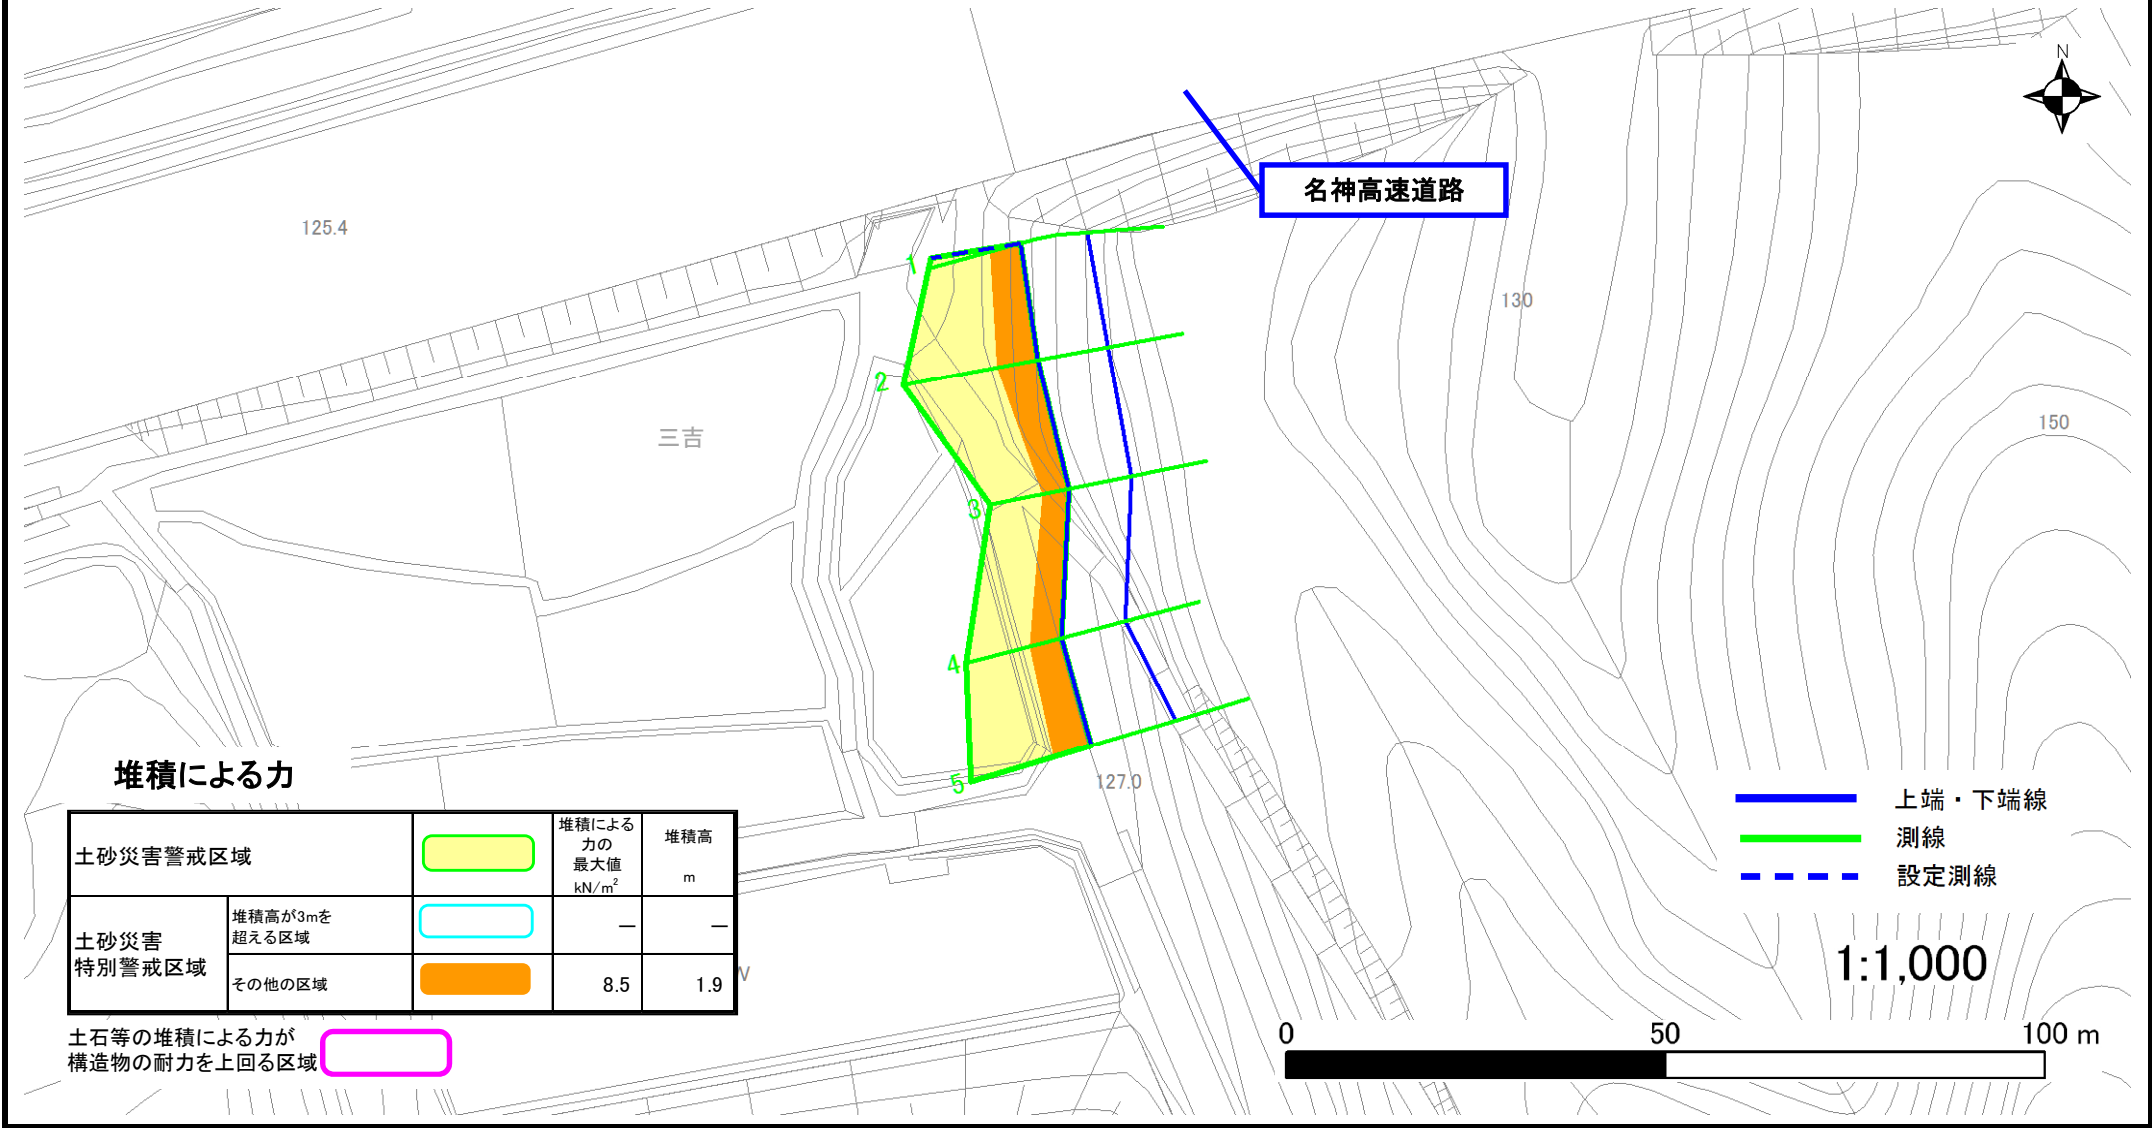 N
名神高速道路
125.4
1
130
2
150
三吉
3
4
5
127.0
堆積による力
土砂災害警戒区域
堆積による
力の
最大値
kN/m²
堆積高
m
土砂災害
特別警戒区域
堆積高が3mを
超える区域
－
－
その他の区域
8.5
1.9
土石等の堆積による力が
構造物の耐力を上回る区域
上端・下端線
測線
設定測線
1:1,000
0 50 100 m